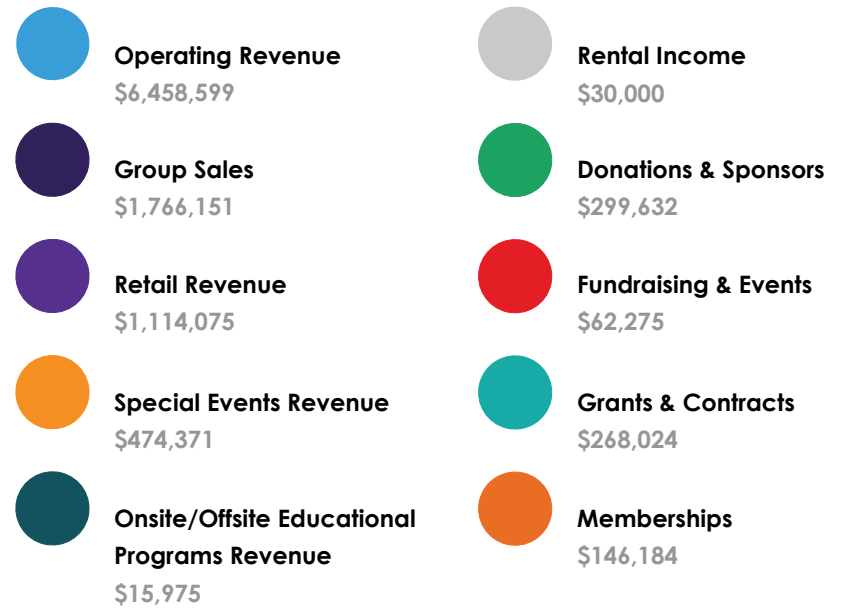 Operating Revenue
$6,458,599
Group Sales
$1,766,151
Retail Revenue
$1,114,075
Special Events Revenue
$474,371
Onsite/Offsite Educational
Programs Revenue
$15,975
Rental Income
$30,000
Donations & Sponsors
$299,632
Fundraising & Events
$62,275
Grants & Contracts
$268,024
Memberships
$146,184